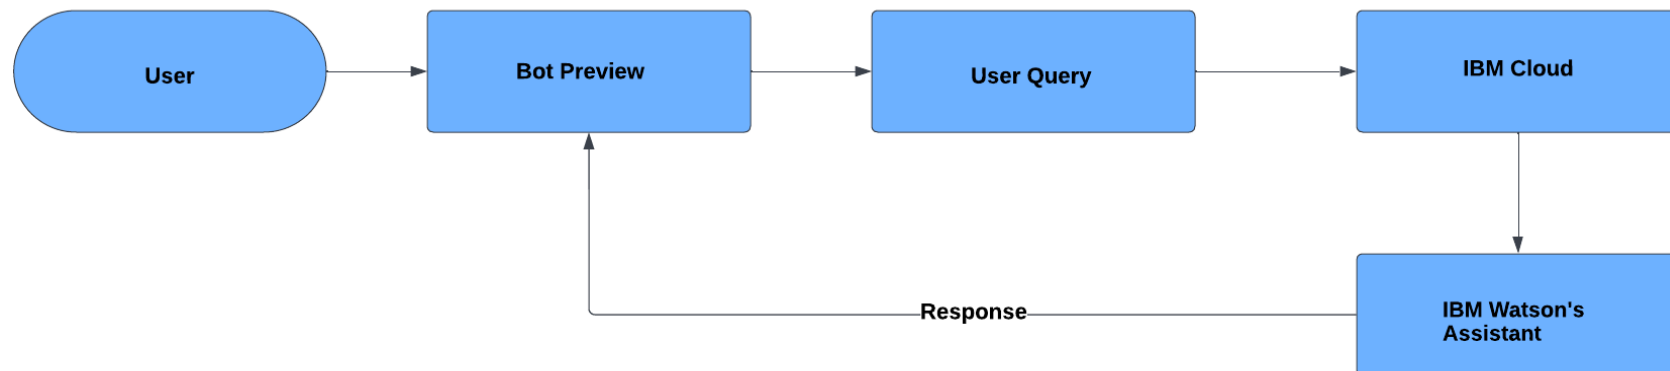 User
Bot Preview
User Query
IBM Cloud
Response
IBM Watson's
Assistant